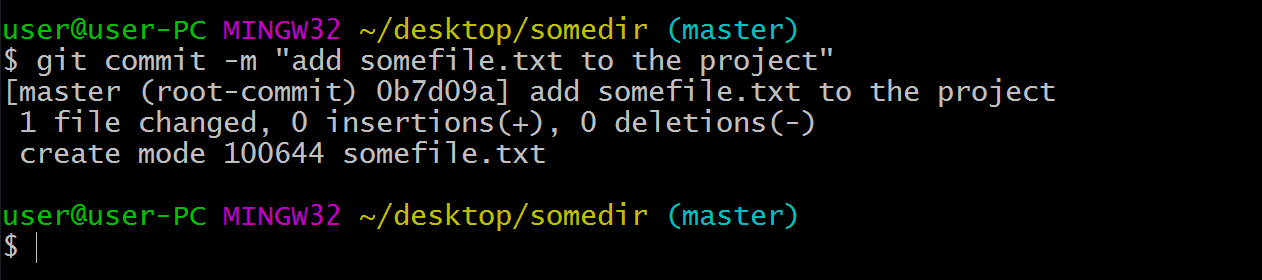 user@user-PC MINGW32 ~/desktop/somedir (master)
$ git commit -m "add somefile.txt to the project"
[master (root-commit) 0b7d09a] add somefile.txt to the project
 1 file changed, 0 insertions(+), 0 deletions(-)
 create mode 100644 somefile.txt

user@user-PC MINGW32 ~/desktop/somedir (master)
$